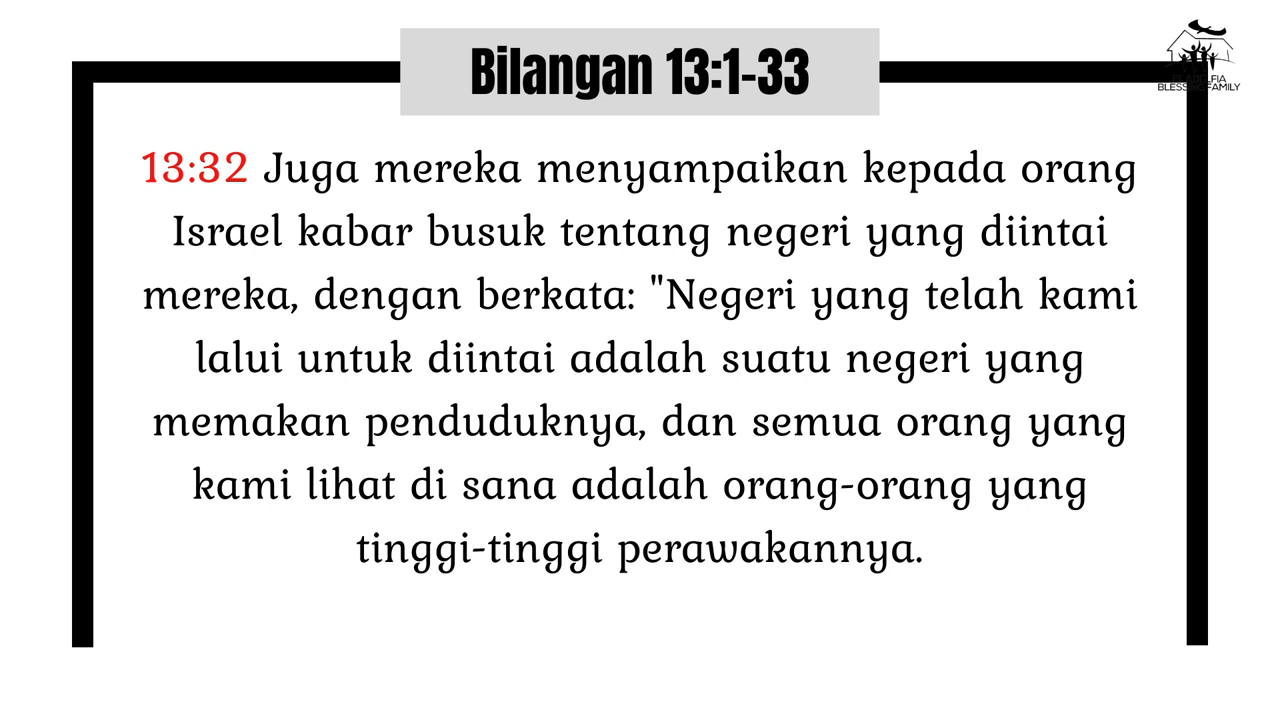 Bilangan 13:1-33
13:32 Juga mereka menyampaikan kepada orang
Israel kabar busuk tentang negeri yang diintai
mereka, dengan berkata: "Negeri yang telah kami
lalui untuk diintai adalah suatu negeri yang
memakan penduduknya, dan semua orang yang
kami lihat di sana adalah orang-orang yang
tinggi-tinggi perawakannya.
FAMILY